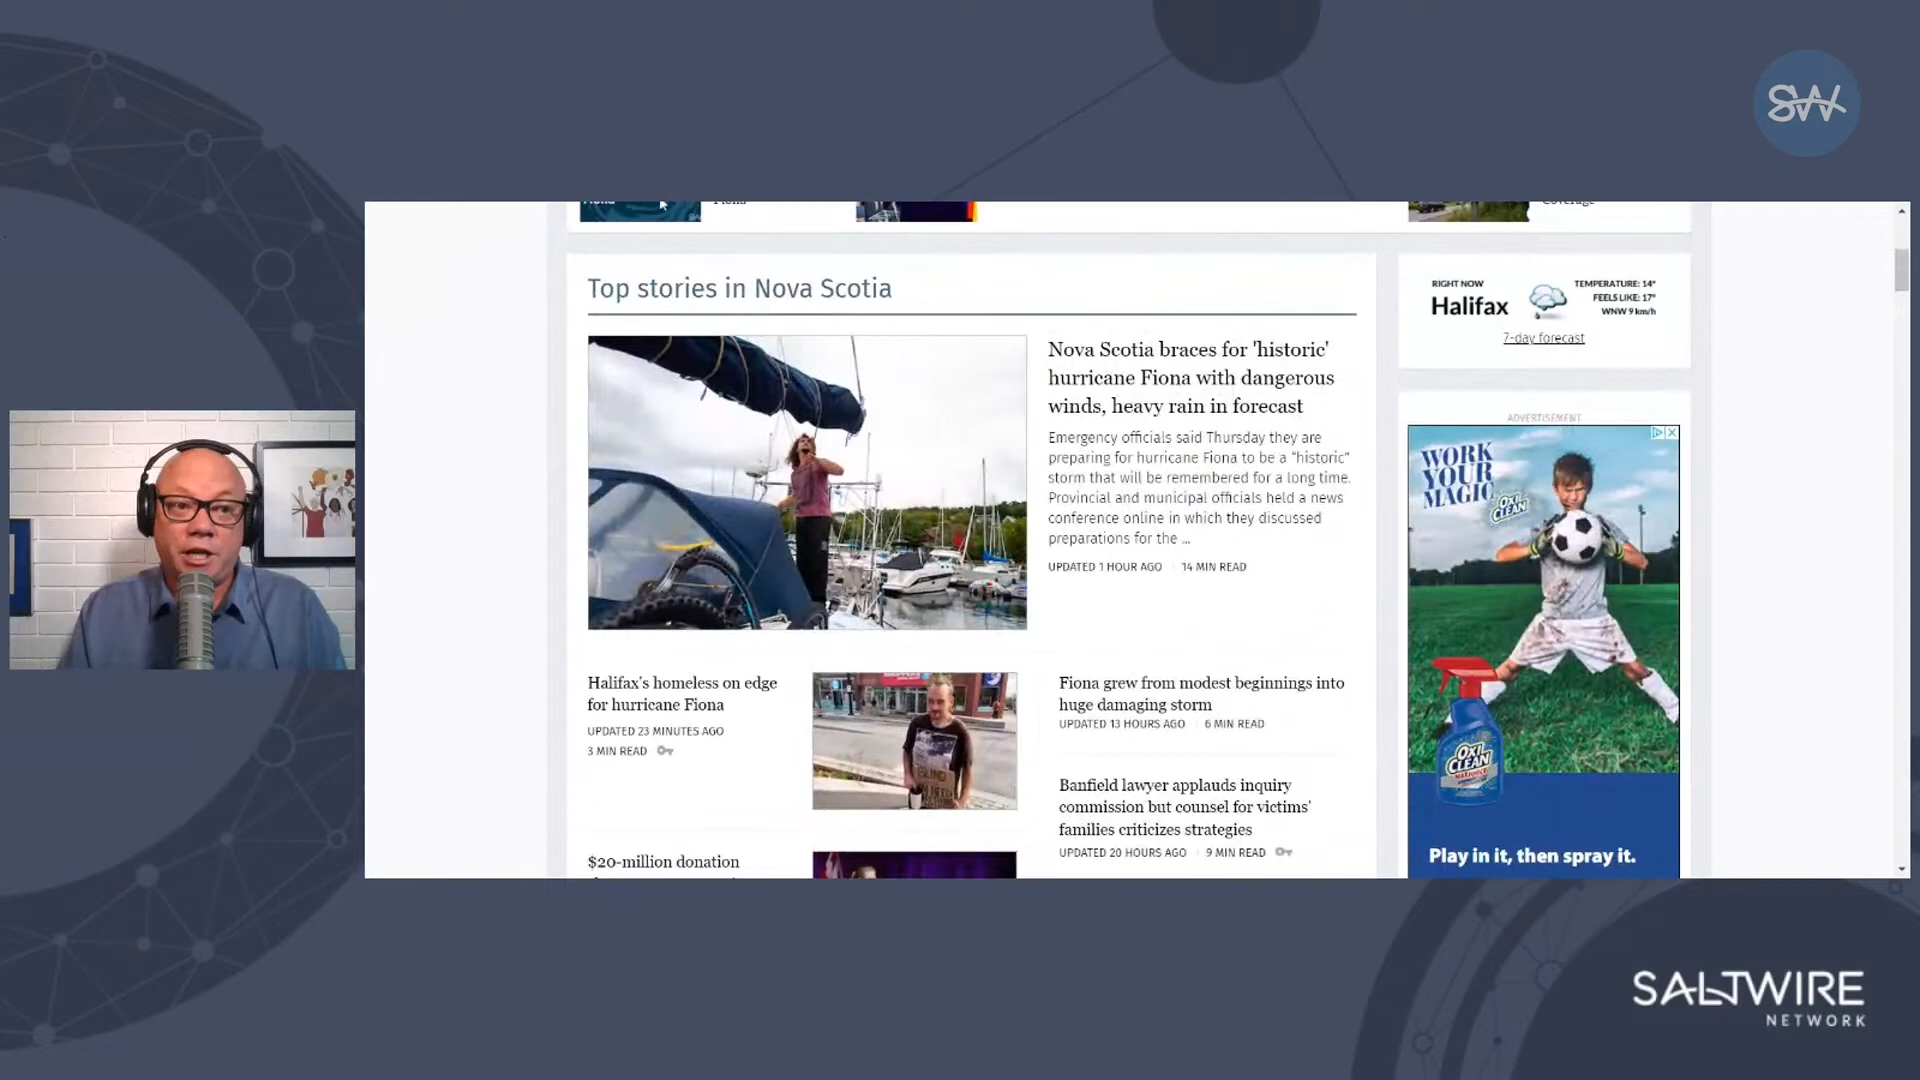 SW
Top stories in Nova Scotia
Nova Scotia braces for 'historic'
hurricane Fiona with dangerous
winds, heavy rain in forecast
Emergency officials said Thursday they are
preparing for hurricane Fiona to be a “historic”
storm that will be remembered for a long time.
Provincial and municipal officials held a news
conference online in which they discussed
preparations for the ...
UPDATED 1 HOUR AGO 14 MIN READ
Halifax's homeless on edge
for hurricane Fiona
UPDATED 23 MINUTES AGO
3 MIN READ
Fiona grew from modest beginnings into
huge damaging storm
UPDATED 13 HOURS AGO 6 MIN READ
Banfield lawyer applauds inquiry
commission but counsel for victims'
families criticizes strategies
UPDATED 20 HOURS AGO 9 MIN READ
$20-million donation
RIGHT NOW
Halifax
TEMPERATURE: 14°
FEELS LIKE: 17°
WNW 9 km/h
7-day forecast
ADVERTISEMENT
WORK
YOUR
MAGIC
OXI
CLEAN
OXI
CLEAN
Play in it, then spray it.
SALTWIRE
NETWORK